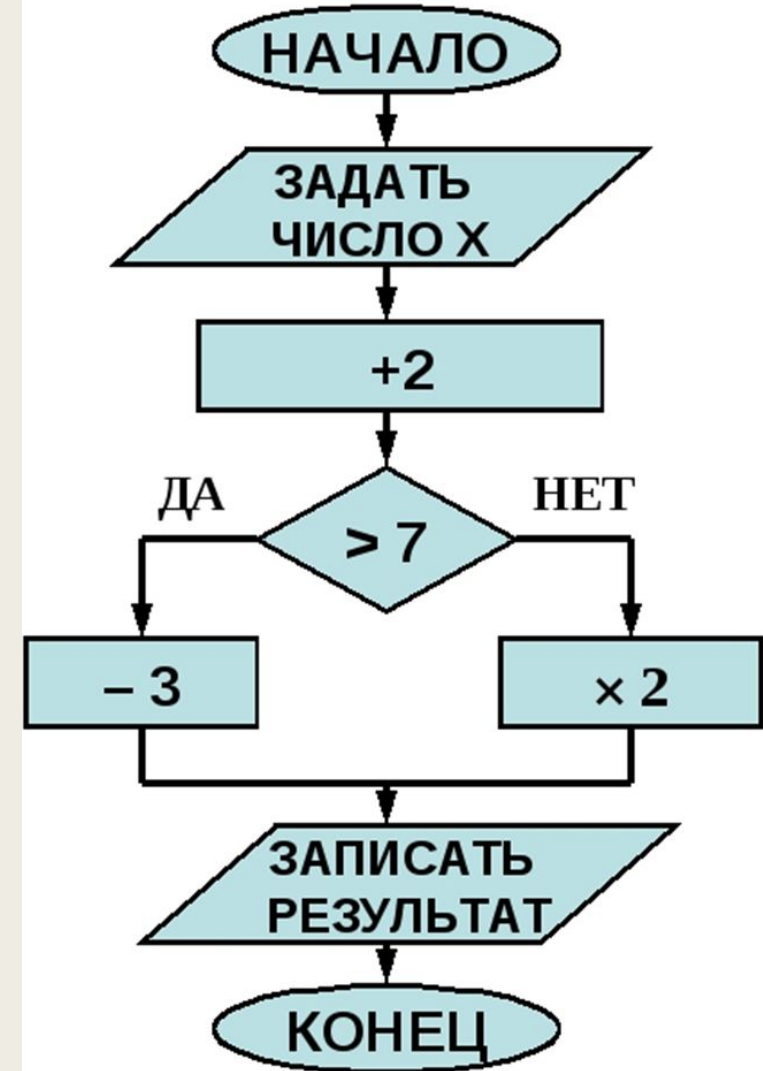 НАЧАЛО
ЗАДАТЬ
ЧИСЛО X
+2
ДА
НЕТ
> 7
– 3
× 2
ЗАПИСАТЬ
РЕЗУЛЬТАТ
КОНЕЦ